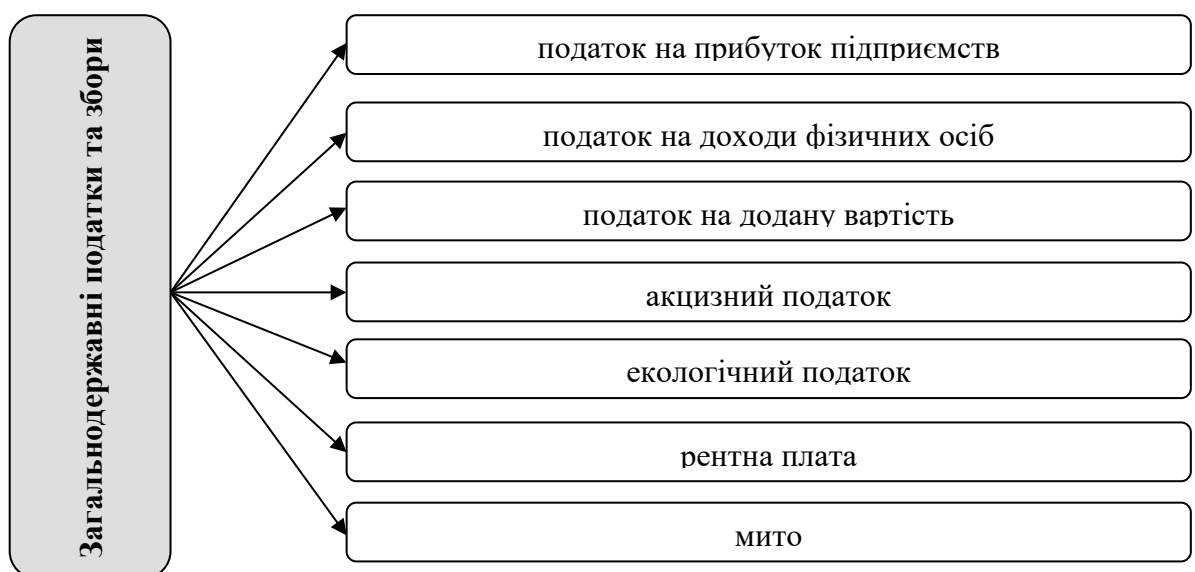 Загальнодержавні податки та збори
податок на прибуток підприємств
податок на доходи фізичних осіб
податок на додану вартість
акцизний податок
екологічний податок
рентна плата
мито